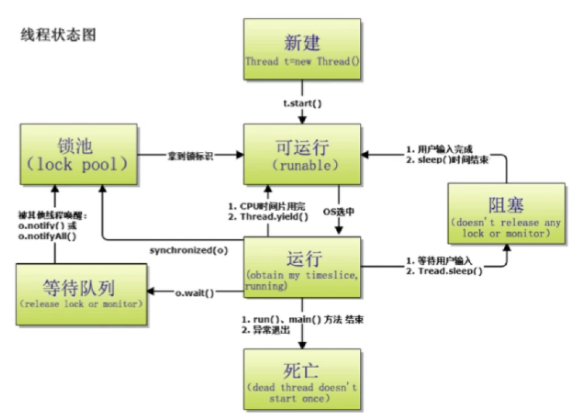 线程状态图
新建
Thread t=new Thread()
t.start()
锁池
(lock pool)
拿到锁标识
可运行
(runable)
1. 用户输入完成
2. sleep()时间结束
阻塞
(doesn't release any
lock or monitor)
被其他线程唤醒:
o.notify() 或
o.notifyAll()
1. CPU时间片用完
2. Thread.yield()
OS选中
synchronized(o)
运行
(obtain my timeslice,
running)
1. 等待用户输入
2. Tread.sleep()
等待队列
(release lock or monitor)
o.wait()
1. run()、main() 方法 结束
2. 异常退出
死亡
(dead thread doesn't
start once)